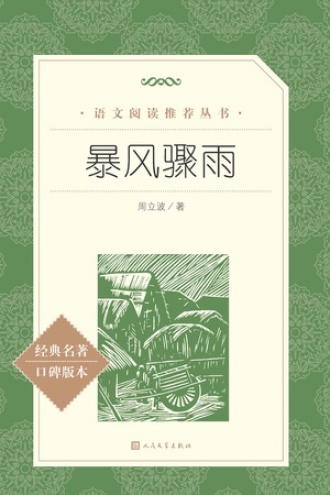 ·语文阅读推荐丛书·
暴风骤雨
周立波/著
经典名著
口碑版本
人民文学出版社